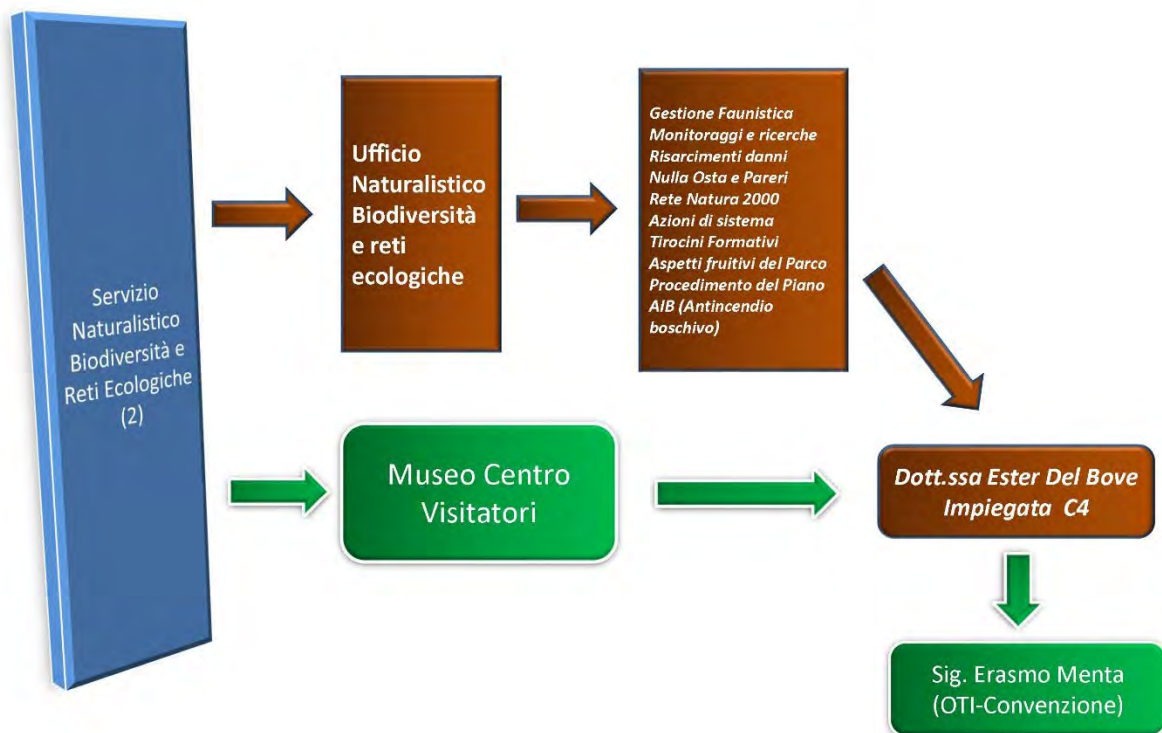 Servizio
Naturalistico
Biodiversità e
Reti Ecologiche
(2)
Ufficio
Naturalistico
Biodiversità
e reti
ecologiche
Gestione Faunistica
Monitoraggi e ricerche
Risarcimenti danni
Nulla Osta e Pareri
Rete Natura 2000
Azioni di sistema
Tirocini Formativi
Aspetti fruitivi del Parco
Procedimento del Piano
AIB (Antincendio
boschivo)
Museo Centro
Visitatori
Dott.ssa Ester Del Bove
Impiegata C4
Sig. Erasmo Menta
(OTI-Convenzione)